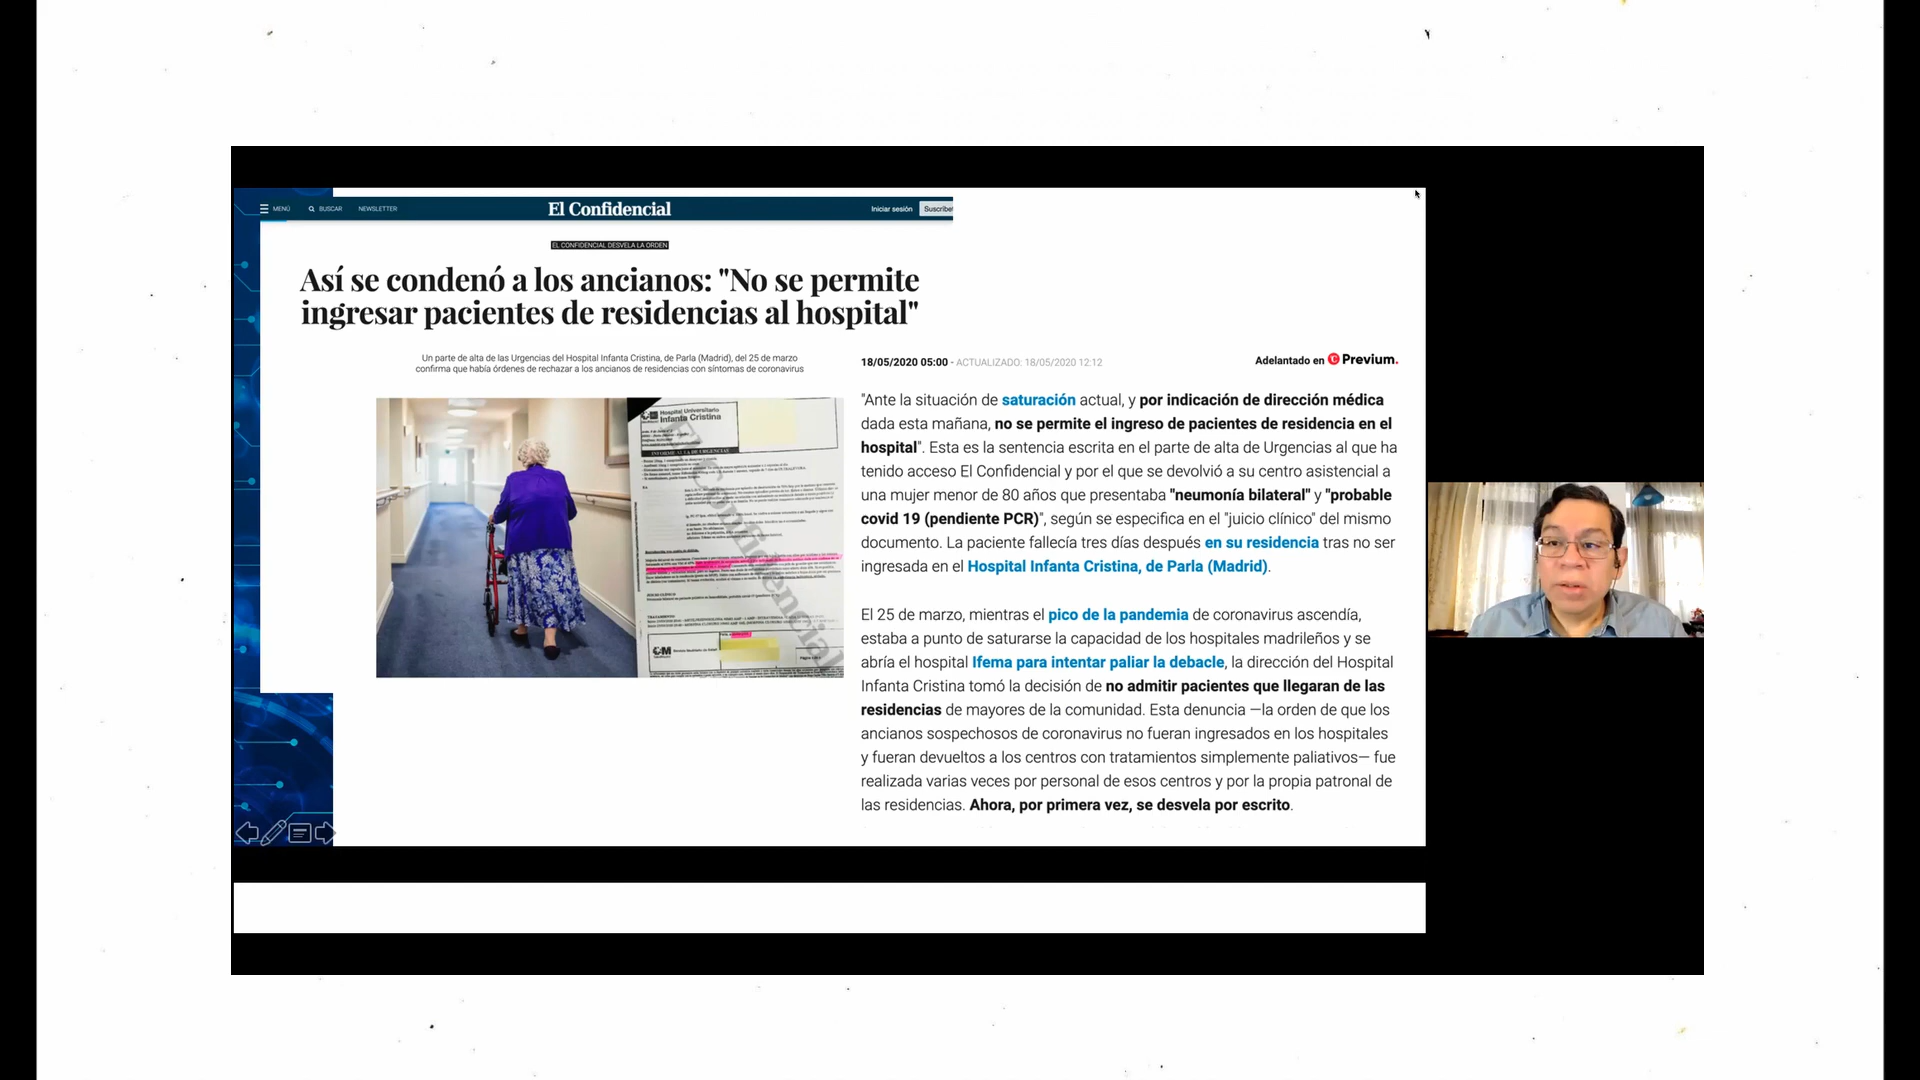 MENÚ BUSCAR NEWSLETTER El Confidencial Iniciar sesión
EL CONFIDENCIAL DESVELA LA ORDEN
Así se condenó a los ancianos: "No se permite
ingresar pacientes de residencias al hospital"
Un parte de alta de las Urgencias del Hospital Infanta Cristina, de Parla (Madrid), del 25 de marzo
confirma que había órdenes de rechazar a los ancianos de residencias con síntomas de coronavirus
Hospital Universitario
Infanta Cristina
INFORME ALTA DE URGENCIAS
TRATAMIENTO
El Confidencial
18/05/2020 05:00 - ACTUALIZADO: 18/05/2020 12:12
Adelantado en Previum.
"Ante la situación de saturación actual, y por indicación de dirección médica
dada esta mañana, no se permite el ingreso de pacientes de residencia en el
hospital". Esta es la sentencia escrita en el parte de alta de Urgencias al que ha
tenido acceso El Confidencial y por el que se devolvió a su centro asistencial a
una mujer menor de 80 años que presentaba "neumonía bilateral" y "probable
covid 19 (pendiente PCR)", según se especifica en el "juicio clínico" del mismo
documento. La paciente fallecía tres días después en su residencia tras no ser
ingresada en el Hospital Infanta Cristina, de Parla (Madrid).
El 25 de marzo, mientras el pico de la pandemia de coronavirus ascendía,
estaba a punto de saturarse la capacidad de los hospitales madrileños y se
abría el hospital Ifema para intentar paliar la debacle, la dirección del Hospital
Infanta Cristina tomó la decisión de no admitir pacientes que llegaran de las
residencias de mayores de la comunidad. Esta denuncia —la orden de que los
ancianos sospechosos de coronavirus no fueran ingresados en los hospitales
y fueran devueltos a los centros con tratamientos simplemente paliativos— fue
realizada varias veces por personal de esos centros y por la propia patronal de
las residencias. Ahora, por primera vez, se desvela por escrito.